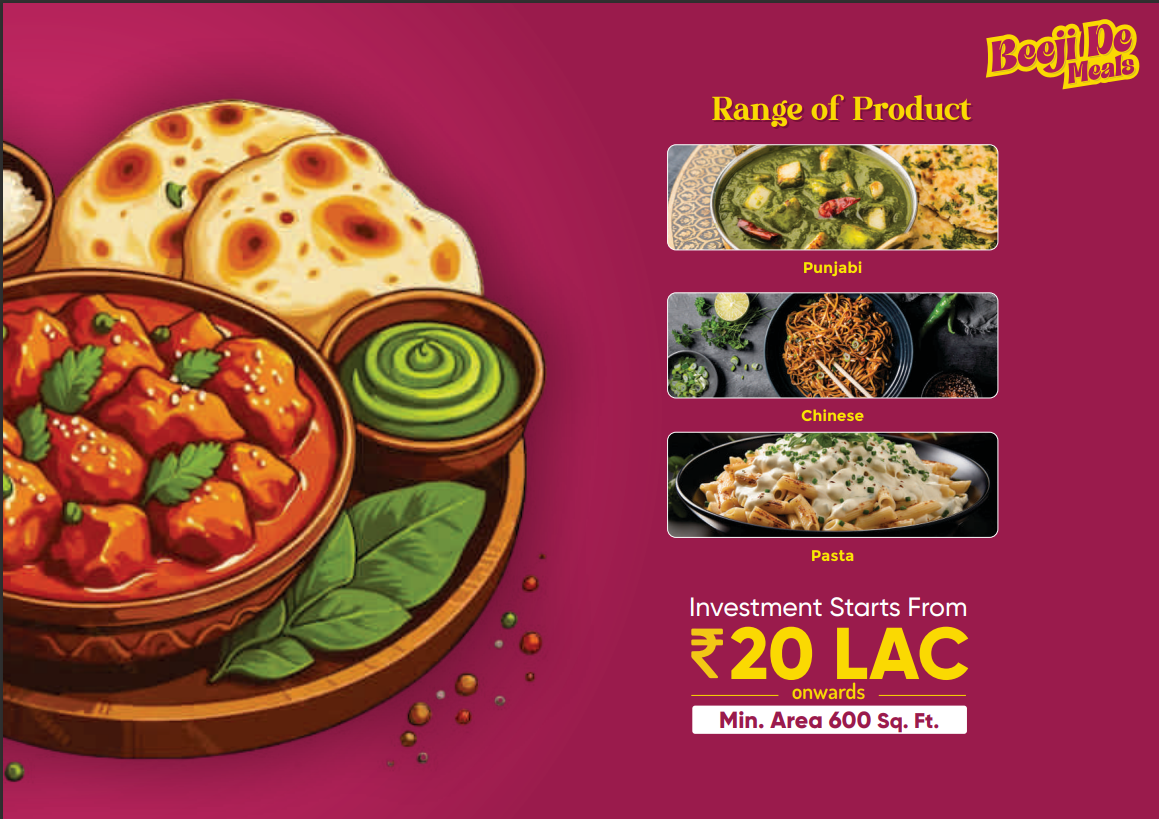 Beeji De
Meals
Range of Product
Punjabi
Chinese
Pasta
Investment Starts From
₹20 LAC
onwards
Min. Area 600 Sq. Ft.